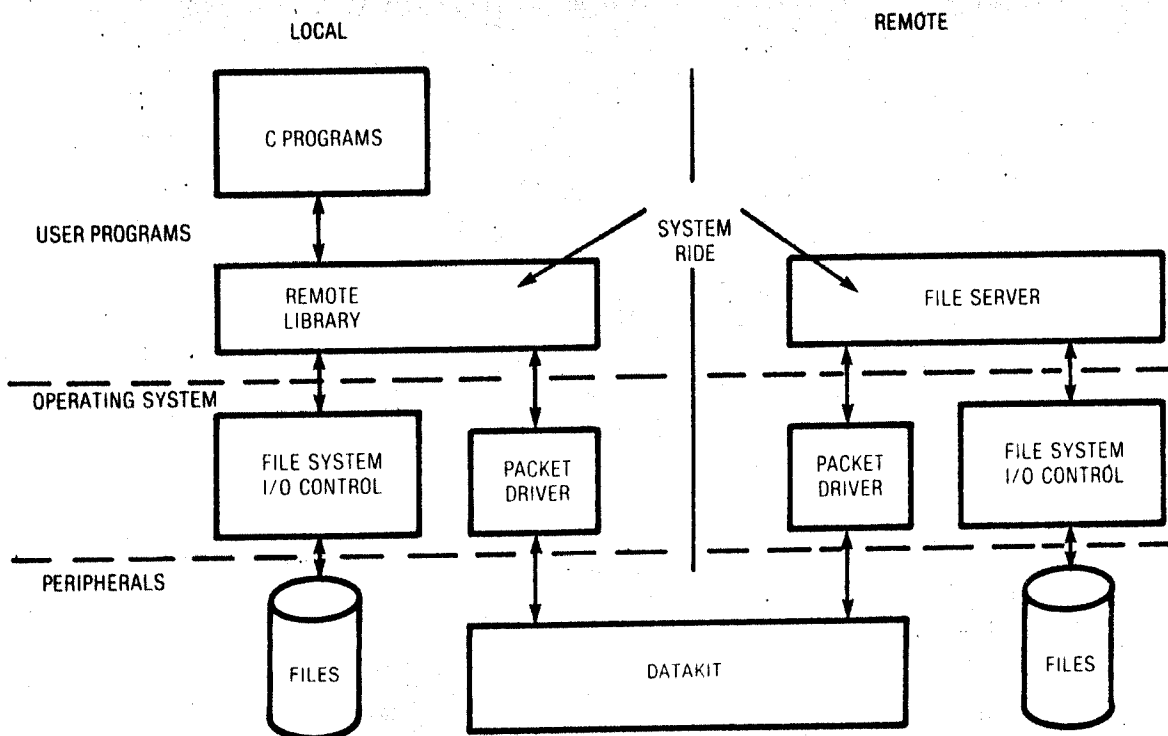 LOCAL
REMOTE
C PROGRAMS
USER PROGRAMS
SYSTEM
RIDE
REMOTE
LIBRARY
FILE SERVER
OPERATING SYSTEM
FILE SYSTEM
I/O CONTROL
PACKET
DRIVER
PACKET
DRIVER
FILE SYSTEM
I/O CONTROL
PERIPHERALS
FILES
DATAKIT
FILES